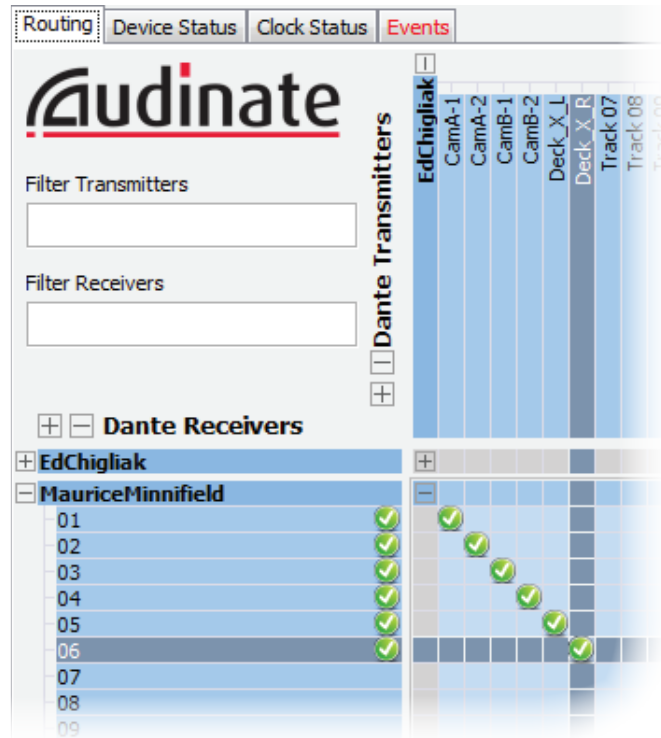 Routing
Device Status
Clock Status
Events
Audinate
Filter Transmitters
Filter Receivers
Dante Transmitters
Dante Receivers
EdChigliak
CamA-1
CamA-2
CamB-1
CamB-2
Deck_X_L
Deck_X_R
Track 07
Track 08
EdChigliak
MauriceMinnifield
01
02
03
04
05
06
07
08
09